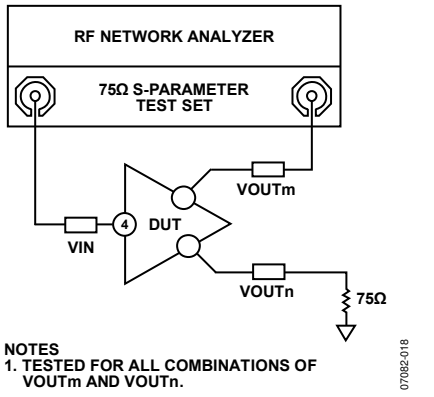 RF NETWORK ANALYZER
75Ω S-PARAMETER
TEST SET
VOUTm
4
DUT
VIN
VOUTn
75Ω
NOTES
1. TESTED FOR ALL COMBINATIONS OF
VOUTm AND VOUTn.
07082-018